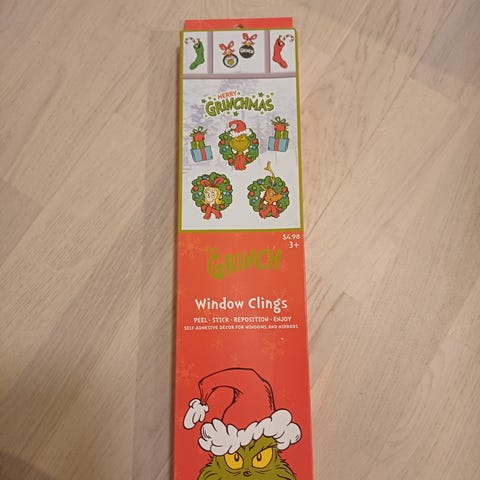 GRINCH
MERRY
GRINCHMAS
$4.98
3+
GRINCH
Window Clings
PEEL • STICK • REPOSITION • ENJOY
SELF-ADHESIVE DECOR FOR WINDOWS AND MIRRORS